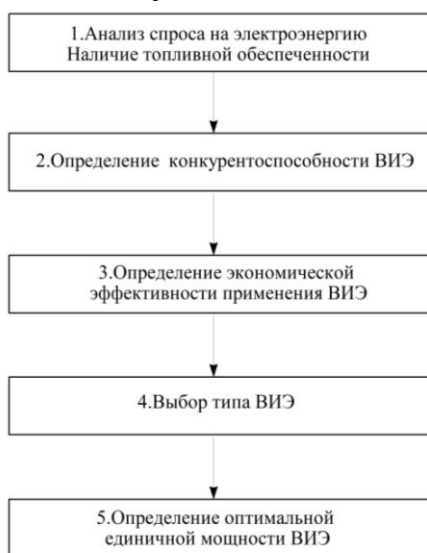 1.Анализ спроса на электроэнергию
Наличие топливной обеспеченности
2.Определение конкурентоспособности ВИЭ
3.Определение экономической
эффективности применения ВИЭ
4.Выбор типа ВИЭ
5.Определение оптимальной
единичной мощности ВИЭ